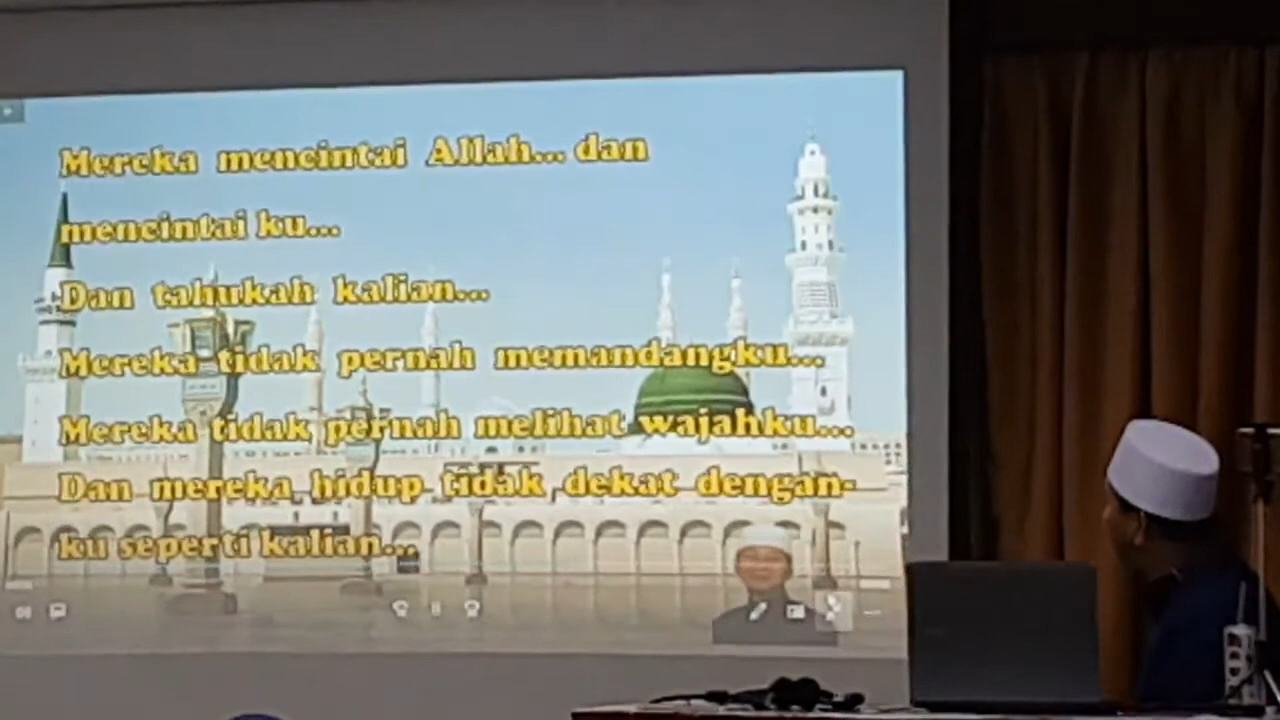 Mereka mencintai Allah... dan
mencintai ku...
Dan tahukah kalian...
Mereka tidak pernah memandangku...
Mereka tidak pernah melihat wajahku...
Dan mereka hidup tidak dekat dengan-
ku seperti kalian...